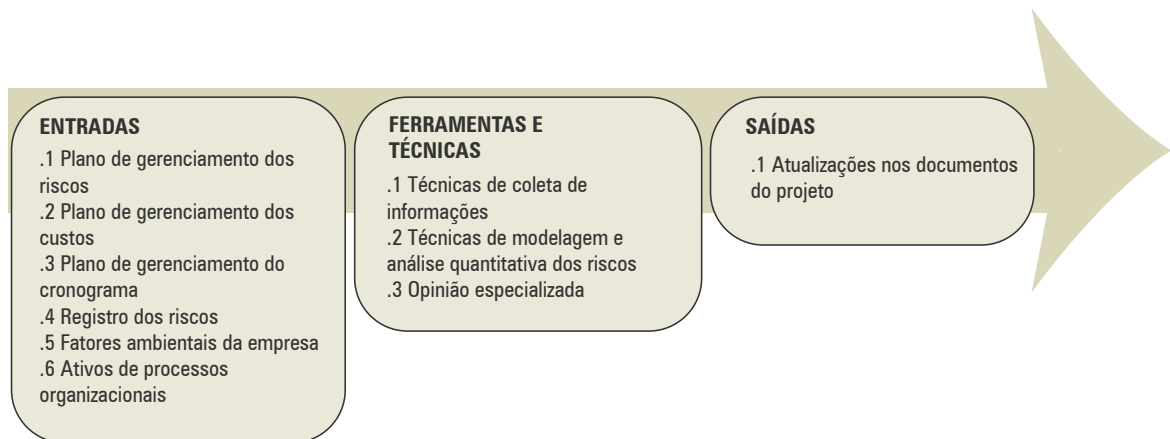 ENTRADAS
.1 Plano de gerenciamento dos
riscos
.2 Plano de gerenciamento dos
custos
.3 Plano de gerenciamento do
cronograma
.4 Registro dos riscos
.5 Fatores ambientais da empresa
.6 Ativos de processos
organizacionais
FERRAMENTAS E
TÉCNICAS
.1 Técnicas de coleta de
informações
.2 Técnicas de modelagem e
análise quantitativa dos riscos
.3 Opinião especializada
SAÍDAS
.1 Atualizações nos documentos
do projeto